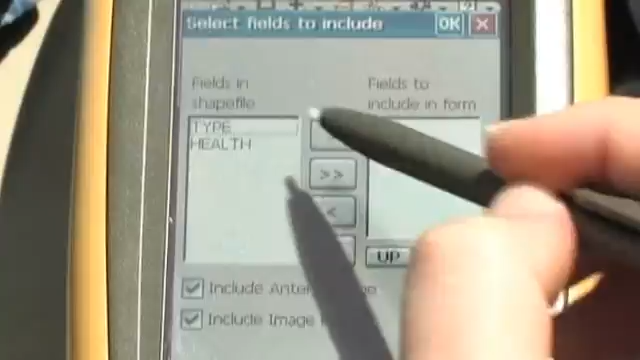 Select fields to include OK
Fields in
shapefile
Fields to
include in form
TYPE
HEALTH
>>
<
UP
Include
Include Image